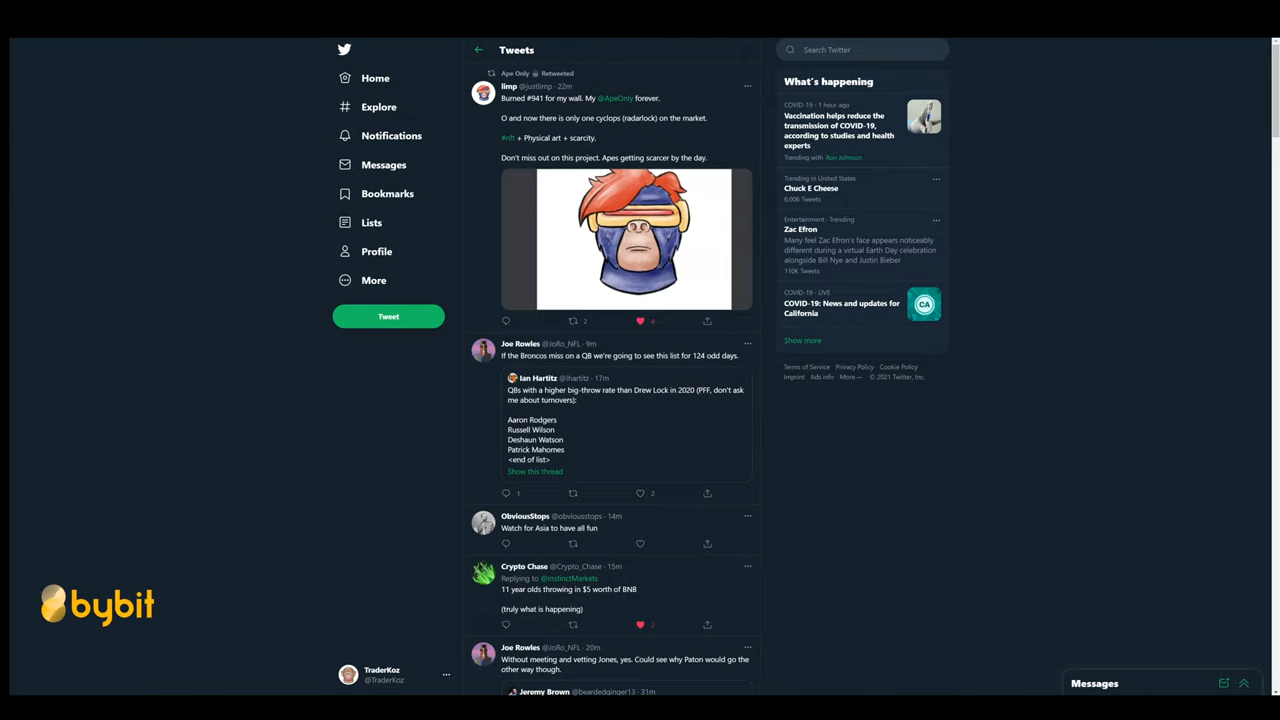 Home
Explore
Notifications
Messages
Bookmarks
Lists
Profile
More
Tweet
bybit
TraderKoz
@TraderKoz
Tweets
Ape Only Retweeted
limp @justlimp · 22m
Burned #941 for my wall. My @ApeOnly forever.
O and now there is only one cyclops (radarlock) on the market.
#nft + Physical art + scarcity.
Don't miss out on this project. Apes getting scarcer by the day.
2 4
Joe Rowles @JoRo_NFL · 9m
If the Broncos miss on a QB we're going to see this list for 124 odd days.
Ian Hartitz @Ihartitz · 17m
QBs with a higher big-throw rate than Drew Lock in 2020 (PFF, don't ask
me about turnovers):
Aaron Rodgers
Russell Wilson
Deshaun Watson
Patrick Mahomes
<end of list>
Show this thread
1 2
ObviousStops @obviousstops · 14m
Watch for Asia to have all fun
Crypto Chase @Crypto_Chase · 15m
Replying to @InstinctMarkets
11 year olds throwing in $5 worth of BNB
(truly what is happening)
2
Joe Rowles @JoRo_NFL · 20m
Without meeting and vetting Jones, yes. Could see why Paton would go the
other way though.
Jeremy Brown @beardedginger13 · 31m
Search Twitter
What's happening
COVID-19 · 1 hour ago
Vaccination helps reduce the
transmission of COVID-19,
according to studies and health
experts
Trending with Ron Johnson
Trending in United States
Chuck E Cheese
6,006 Tweets
Entertainment · Trending
Zac Efron
Many feel Zac Efron's face appears noticeably
different during a virtual Earth Day celebration
alongside Bill Nye and Justin Bieber
110K Tweets
COVID-19 · LIVE
COVID-19: News and updates for
California
CA
Show more
Terms of Service Privacy Policy Cookie Policy
Imprint Ads info More ··· © 2021 Twitter, Inc.
Messages